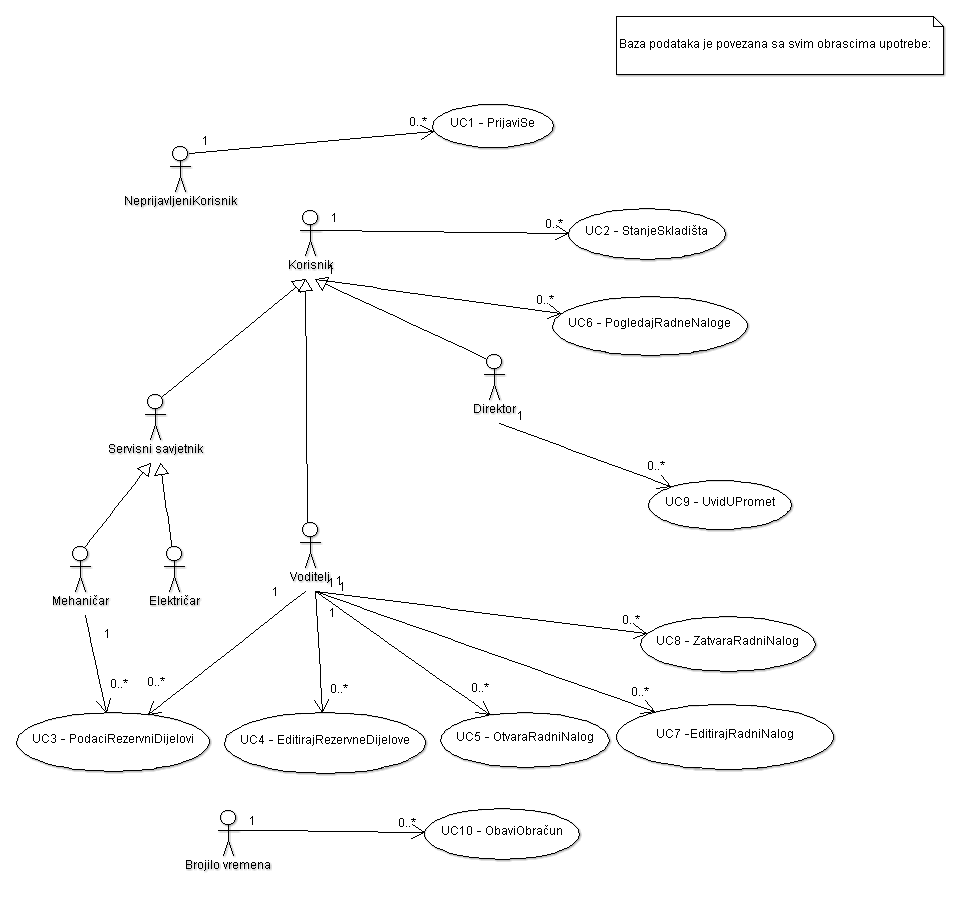 Baza podataka je povezana sa svim obrascima upotrebe:
1
0..*
UC1 - PrijaviSe
NeprijavljeniKorisnik
1
0..*
UC2 - StanjeSkladišta
Korisnik
1
0..*
UC6 - PogledajRadneNaloge
Direktor
1
Servisni savjetnik
0..*
UC9 - UvidUPromet
Mehaničar
Električar
Voditelj
1
1
1
1
1
1
0..*
UC8 - ZatvaraRadniNalog
0..*
0..*
0..*
0..*
0..*
UC3 - PodaciRezervniDijelovi
UC4 - EditirajRezervneDijelove
UC5 - OtvaraRadniNalog
UC7 -EditirajRadniNalog
1
0..*
UC10 - ObaviObračun
Brojilo vremena